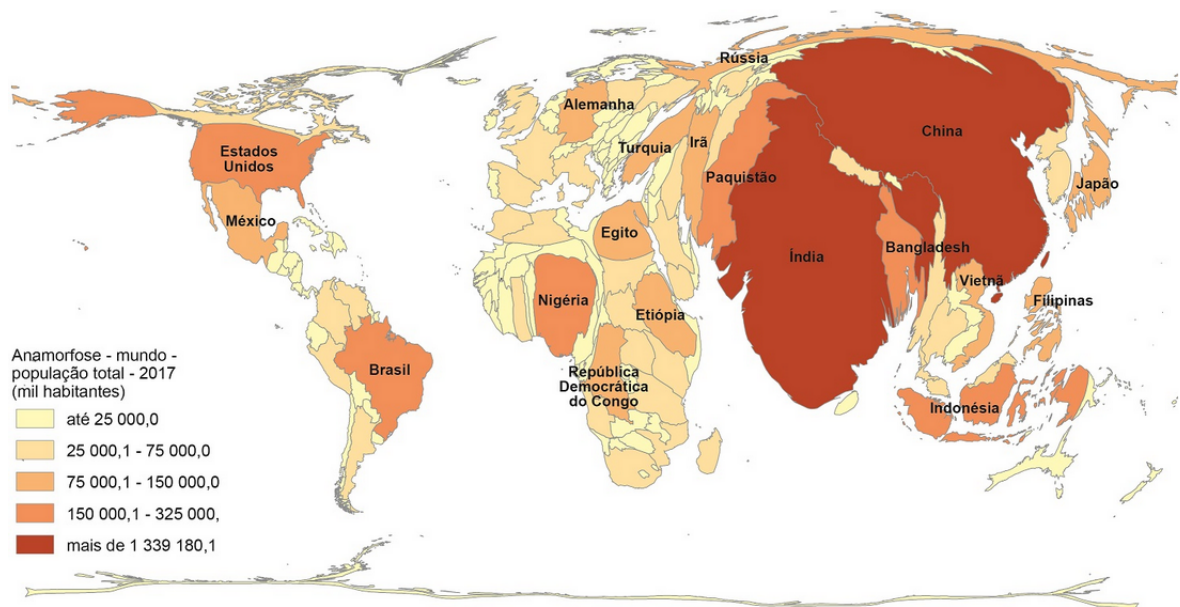 Rússia
Alemanha
China
Estados
Unidos
Turquia
Irã
Paquistão
Japão
México
Egito
Bangladesh
Índia
Vietnã
Nigéria
Filipinas
Etiópia
Anamorfose - mundo -
população total - 2017
(mil habitantes)
Brasil
República
Democrática
do Congo
Indonésia
até 25 000,0
25 000,1 - 75 000,0
75 000,1 - 150 000,0
150 000,1 - 325 000,
mais de 1 339 180,1